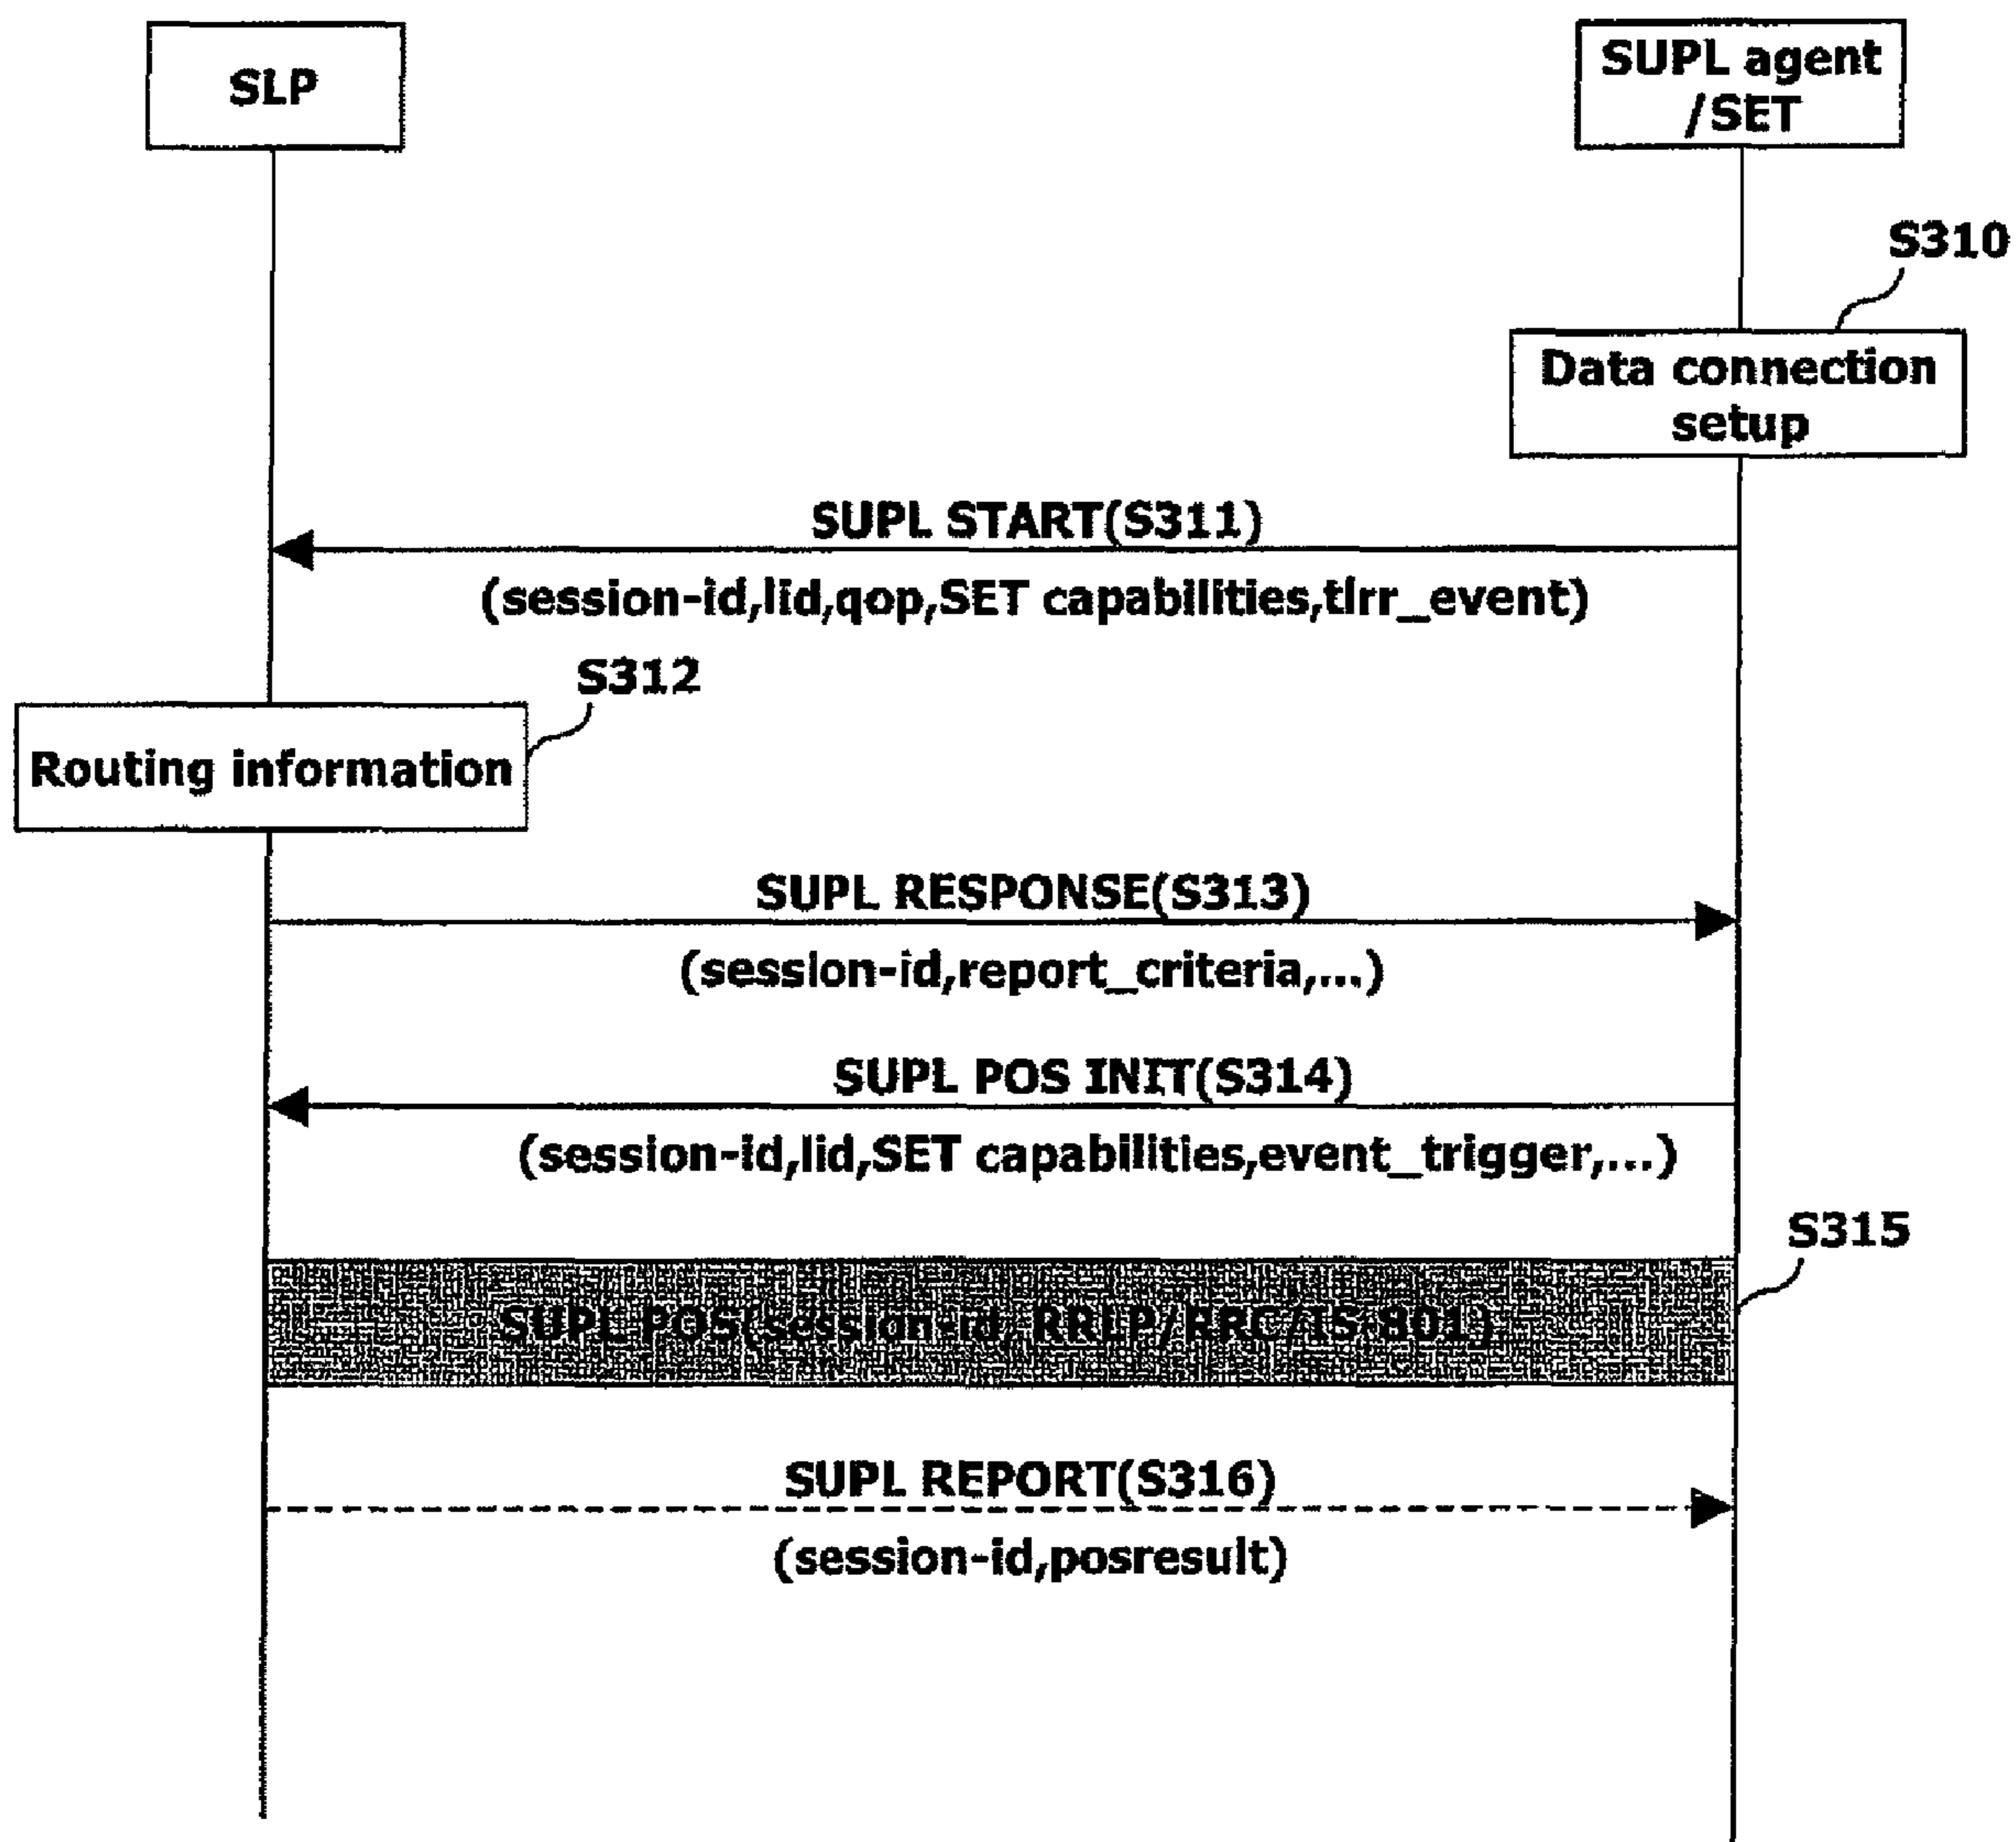 SLP
SUPL agent
/SET
S310
Data connection
setup
SUPL START(S311)
(session-id,lid,qop,SET capabilities,tlrr_event)
S312
Routing information
SUPL RESPONSE(S313)
(session-id,report_criteria,...)
SUPL POS INIT(S314)
(session-id,lid,SET capabilities,event_trigger,...)
S315
SUPL POS(session-id, RRLP/RRC/IS-801)
SUPL REPORT(S316)
(session-id,posresult)